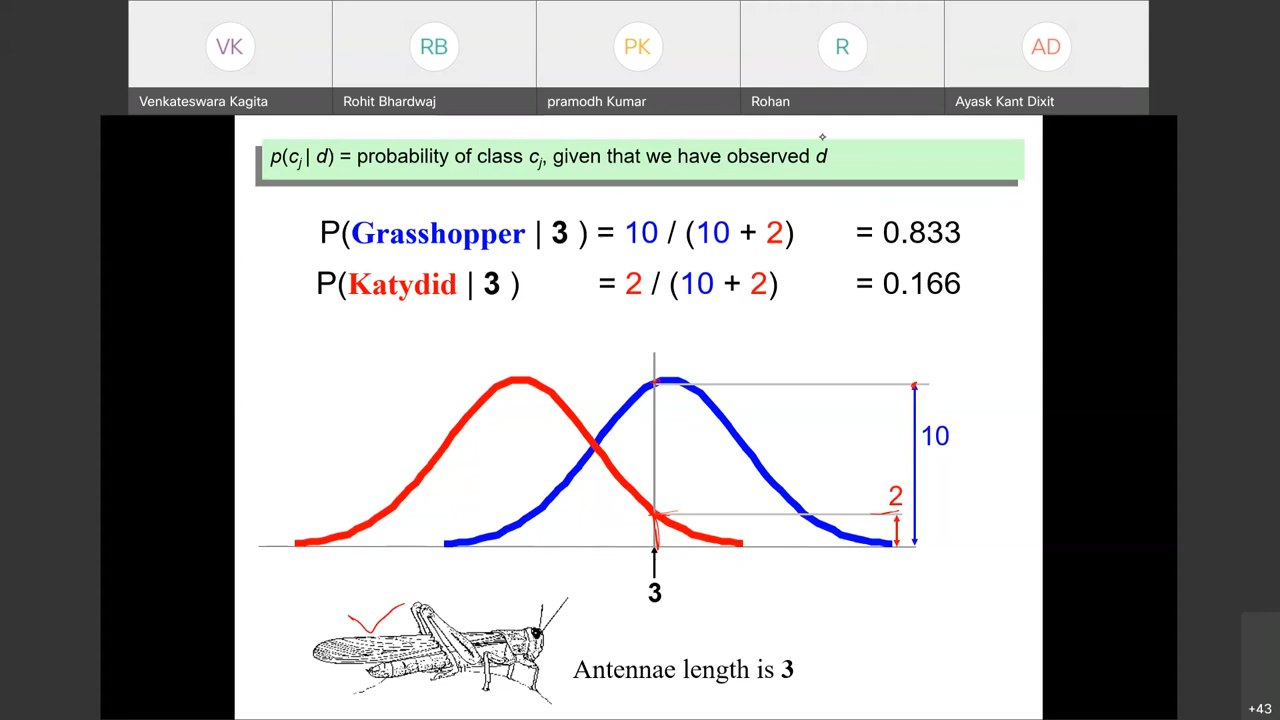 VK RB PK R AD
Venkateswara Kagita Rohit Bhardwaj pramodh Kumar Rohan Ayask Kant Dixit
p(cj | d) = probability of class cj, given that we have observed d
P(Grasshopper | 3 ) = 10 / (10 + 2) = 0.833
P(Katydid | 3 ) = 2 / (10 + 2) = 0.166
10
2
3
Antennae length is 3
+43